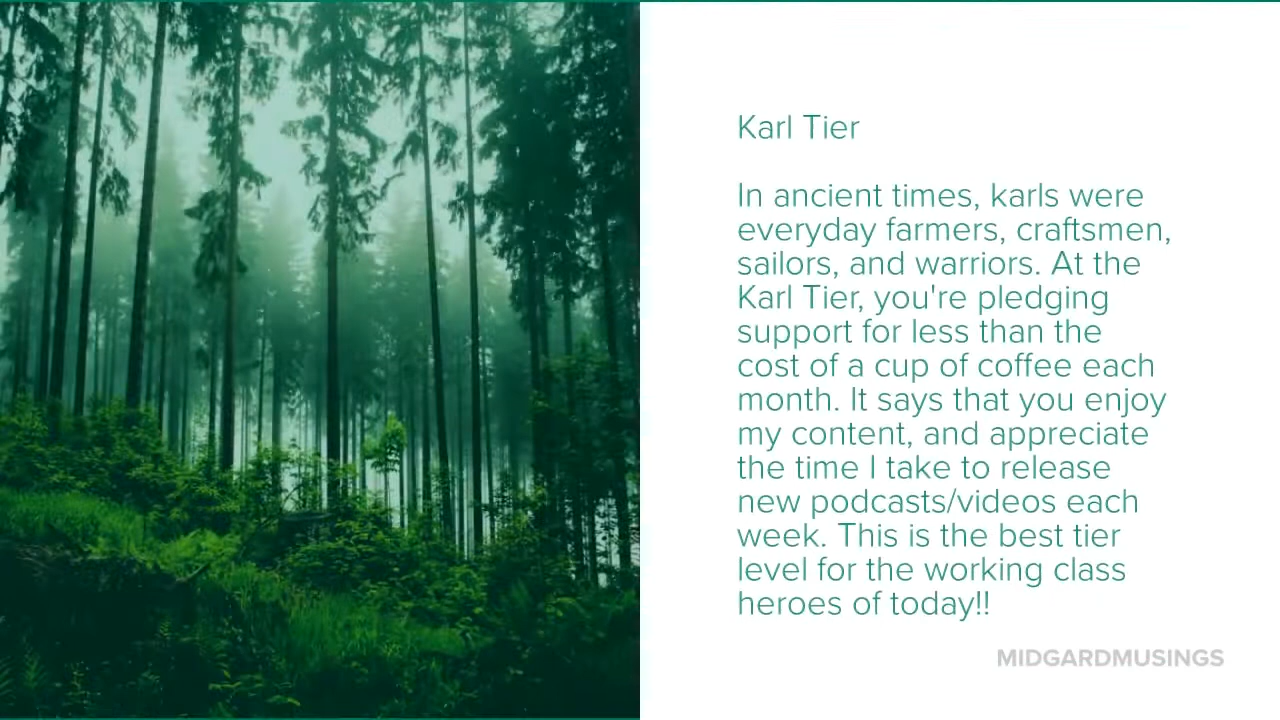 Karl Tier
In ancient times, karls were
everyday farmers, craftsmen,
sailors, and warriors. At the
Karl Tier, you're pledging
support for less than the
cost of a cup of coffee each
month. It says that you enjoy
my content, and appreciate
the time I take to release
new podcasts/videos each
week. This is the best tier
level for the working class
heroes of today!!
MIDGARDMUSINGS